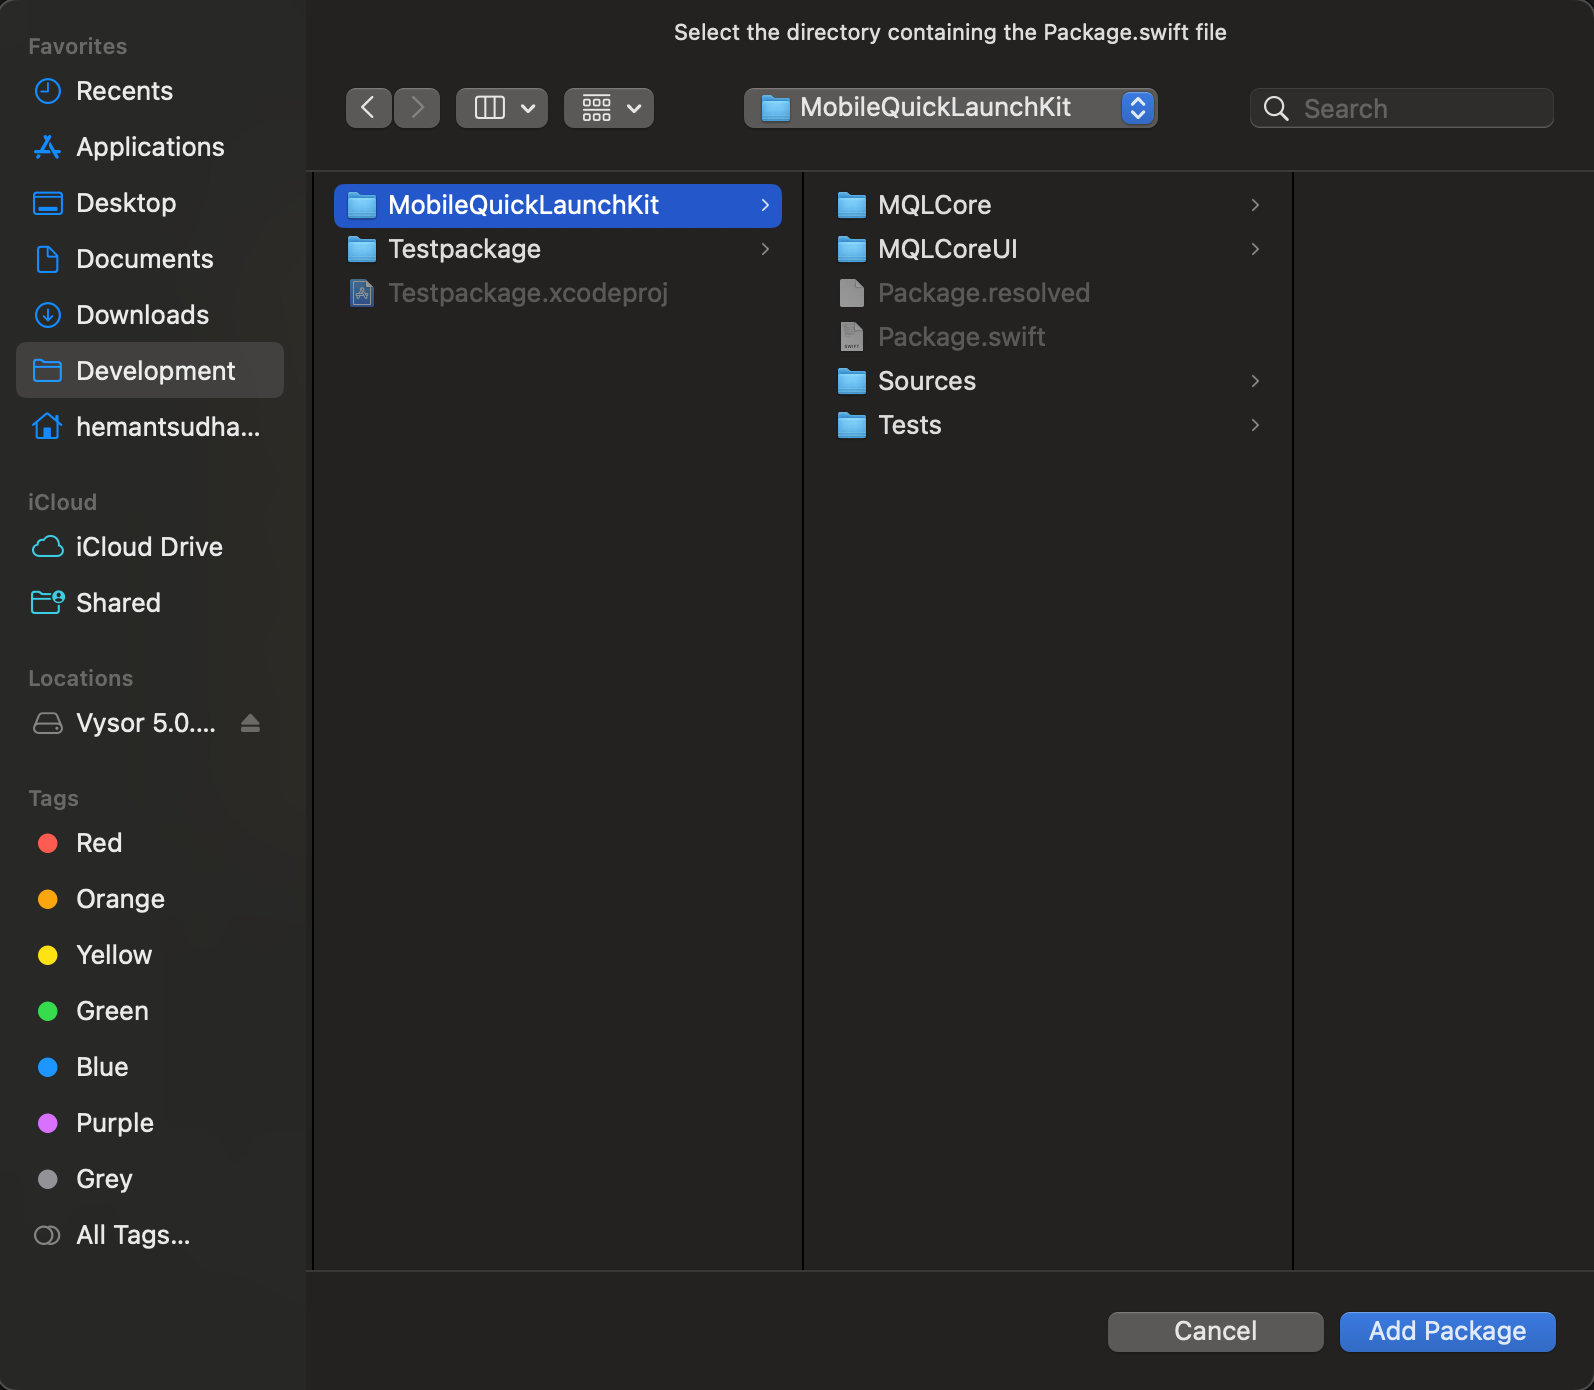 Select the directory containing the Package.swift file
Favorites
Recents
Applications
Desktop
Documents
Downloads
Development
hemantsudha...
iCloud
iCloud Drive
Shared
Locations
Vysor 5.0....
Tags
Red
Orange
Yellow
Green
Blue
Purple
Grey
All Tags...
MobileQuickLaunchKit
Search
MobileQuickLaunchKit
Testpackage
Testpackage.xcodeproj
MQLCore
MQLCoreUI
Package.resolved
Package.swift
Sources
Tests
Cancel
Add Package